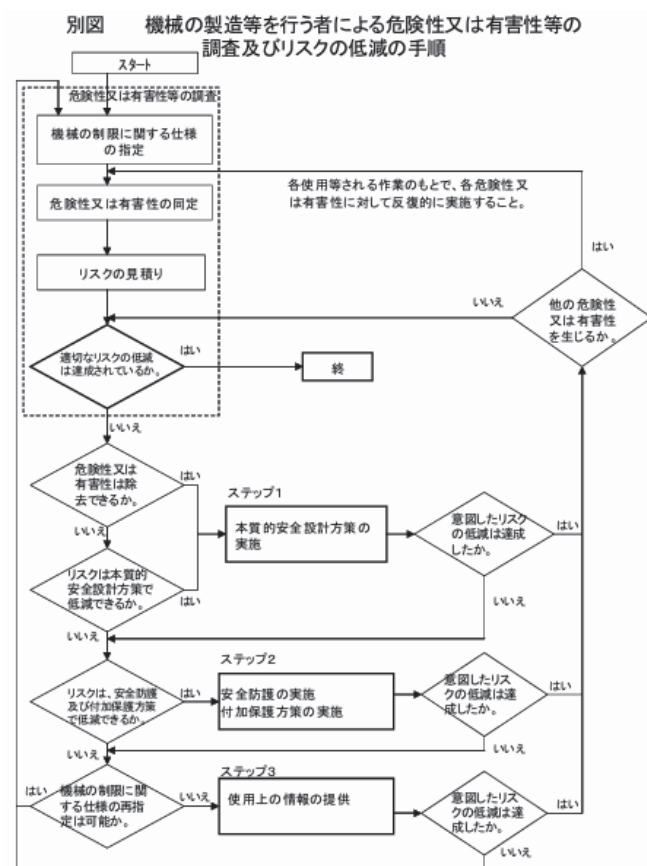 別図 機械の製造等を行う者による危険性又は有害性等の
調査及びリスクの低減の手順
スタート
危険性又は有害性等の調査
機械の制限に関する仕様
の指定
各使用等される作業のもとで、各危険性又
は有害性に対して反復的に実施すること。
危険性又は有害性の同定
はい
リスクの見積り
いいえ
他の危険性
又は有害性
を生じるか。
適切なリスクの低減
は達成されているか。
はい
終
いいえ
危険性又は
有害性は除
去できるか。
はい
ステップ1
本質的安全設計方策の
実施
意図したリスク
の低減は達成
したか。
はい
いいえ
リスクは本質的
安全設計方策で
低減できるか。
はい
いいえ
いいえ
ステップ2
リスクは、安全防護
及び付加保護方策
で低減できるか。
はい
安全防護の実施
付加保護方策の実施
意図したリス
クの低減は達
成したか。
はい
いいえ
いいえ
ステップ3
はい
機械の制限に関
する仕様の再指
定は可能か。
いいえ
使用上の情報の提供
意図したリス
クの低減は達
成したか。
はい
いいえ